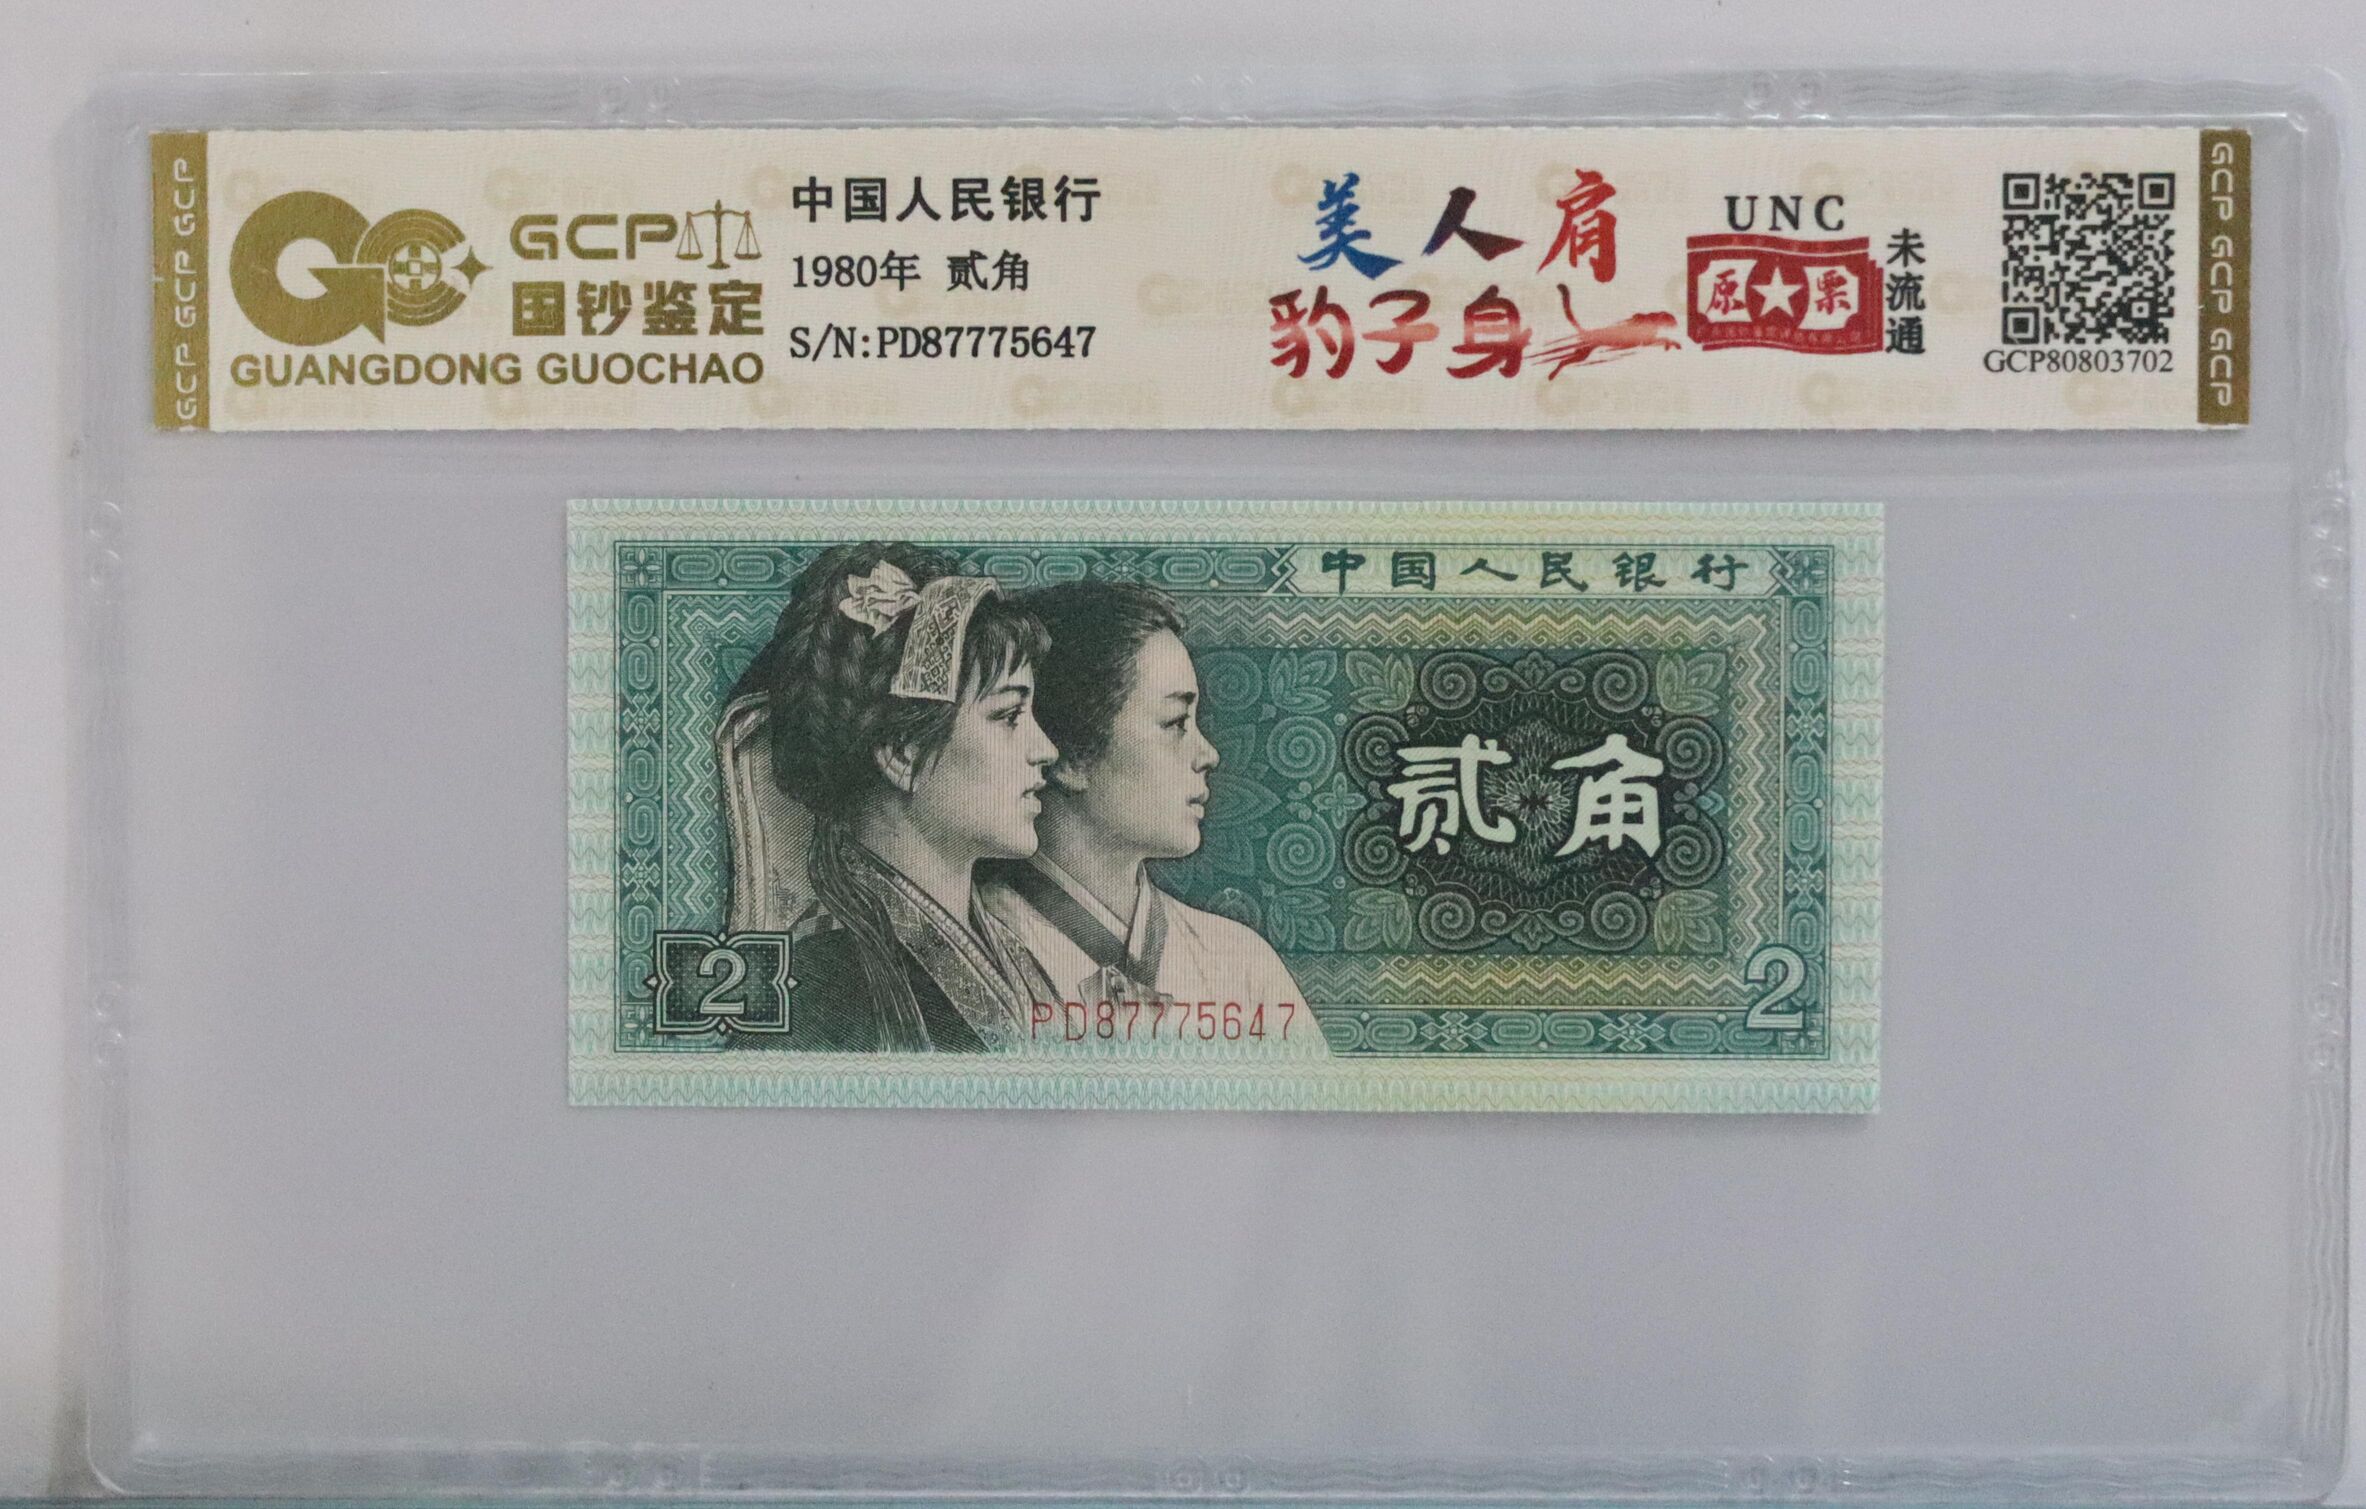 GCP GCP GCP
GCP
国钞鉴定
GUANGDONG GUOCHAO
中国人民银行
1980年 贰角
S/N:PD87775647
美人肩
豹子身
UNC
原票
未流通
GCP80803702
GCP GCP GCP
中国人民银行
贰角
2
PD87775647
2